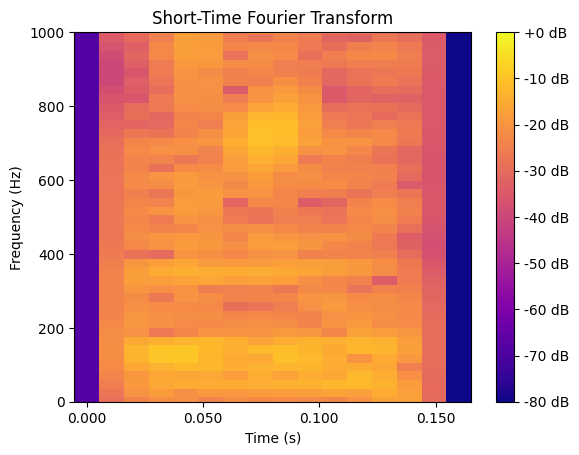 Short-Time Fourier Transform
1000
800
600
400
200
0
Frequency (Hz)
0.000
0.050
0.100
0.150
Time (s)
+0 dB
-10 dB
-20 dB
-30 dB
-40 dB
-50 dB
-60 dB
-70 dB
-80 dB